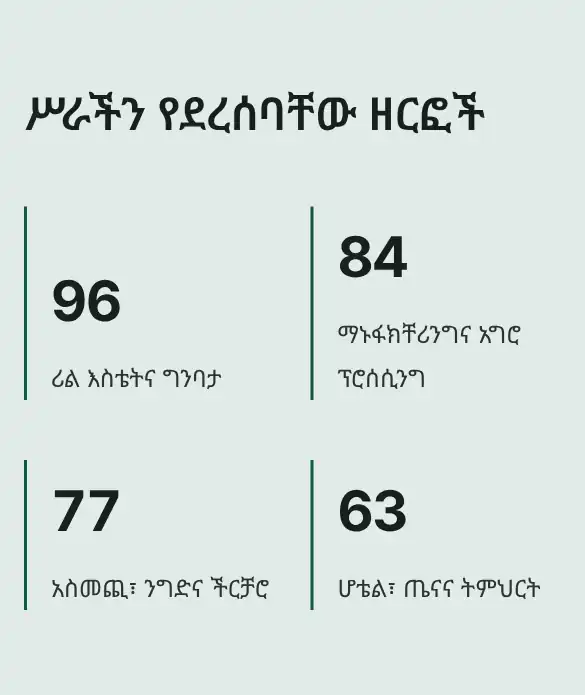 ሥራችን የደረሰባቸው ዘርፎች
96
ሪል እስቴትና ግንባታ
84
ማኑፋክቸሪንግና አግሮ
ፕሮሰሲንግ
77
አስመጪ፣ ንግድና ችርቻሮ
63
ሆቴል፣ ጤናና ትምህርት